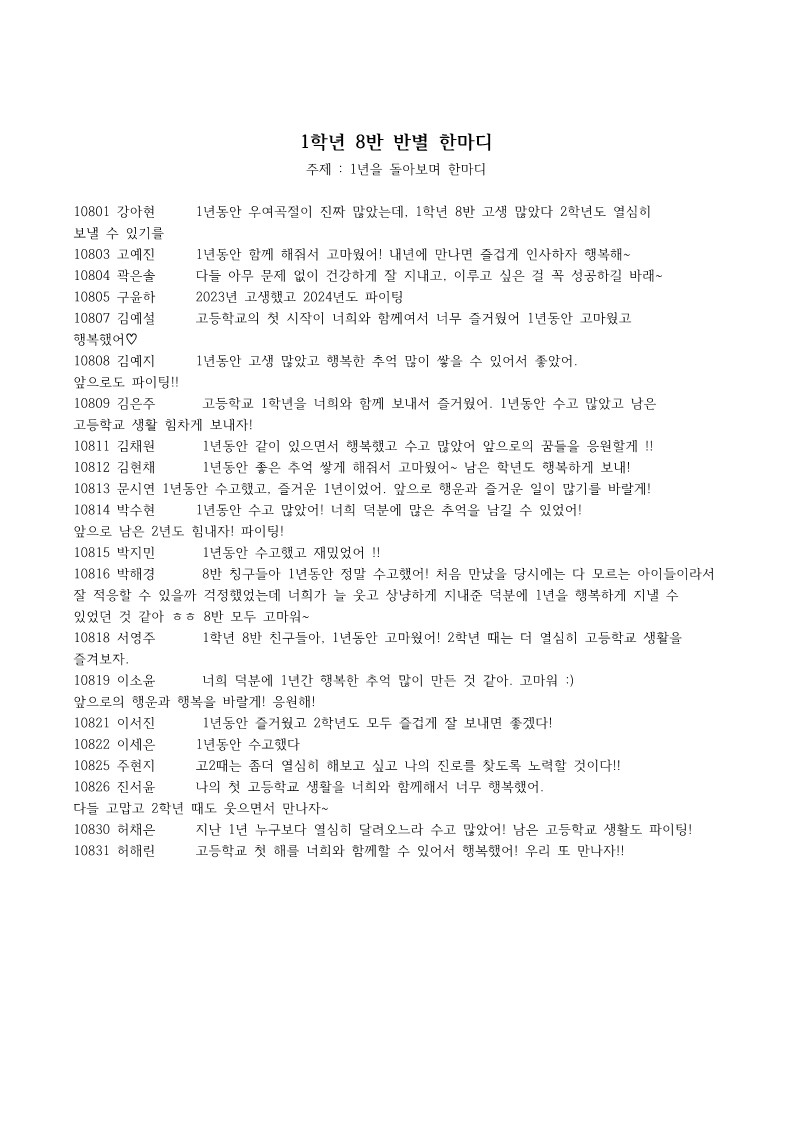 1학년 8반 반별 한마디
주제 : 1년을 돌아보며 한마디
10801 강아현 1년동안 우여곡절이 진짜 많았는데, 1학년 8반 고생 많았다 2학년도 열심히
보낼 수 있기를
10803 고예진 1년동안 함께 해줘서 고마웠어! 내년에 만나면 즐겁게 인사하자 행복해~
10804 곽은솔 다들 아무 문제 없이 건강하게 잘 지내고, 이루고 싶은 걸 꼭 성공하길 바래~
10805 구윤하 2023년 고생했고 2024년도 파이팅
10807 김예설 고등학교의 첫 시작이 너희와 함께여서 너무 즐거웠어 1년동안 고마웠고
행복했어♡
10808 김예지 1년동안 고생 많았고 행복한 추억 많이 쌓을 수 있어서 좋았어.
앞으로도 파이팅!!
10809 김은주 고등학교 1학년을 너희와 함께 보내서 즐거웠어. 1년동안 수고 많았고 남은
고등학교 생활 힘차게 보내자!
10811 김채원 1년동안 같이 있으면서 행복했고 수고 많았어 앞으로의 꿈들을 응원할게 !!
10812 김현채 1년동안 좋은 추억 쌓게 해줘서 고마웠어~ 남은 학년도 행복하게 보내!
10813 문시연 1년동안 수고했고, 즐거운 1년이었어. 앞으로 행운과 즐거운 일이 많기를 바랄게!
10814 박수현 1년동안 수고 많았어! 너희 덕분에 많은 추억을 남길 수 있었어!
앞으로 남은 2년도 힘내자! 파이팅!
10815 박지민 1년동안 수고했고 재밌었어 !!
10816 박해경 8반 칭구들아 1년동안 정말 수고했어! 처음 만났을 당시에는 다 모르는 아이들이라서
잘 적응할 수 있을까 걱정했었는데 너희가 늘 웃고 상냥하게 지내준 덕분에 1년을 행복하게 지낼 수
있었던 것 같아 ㅎㅎ 8반 모두 고마워~
10818 서영주 1학년 8반 친구들아, 1년동안 고마웠어! 2학년 때는 더 열심히 고등학교 생활을
즐겨보자.
10819 이소윤 너희 덕분에 1년간 행복한 추억 많이 만든 것 같아. 고마워 :)
앞으로의 행운과 행복을 바랄게! 응원해!
10821 이서진 1년동안 즐거웠고 2학년도 모두 즐겁게 잘 보내면 좋겠다!
10822 이세은 1년동안 수고했다
10825 주현지 고2때는 좀더 열심히 해보고 싶고 나의 진로를 찾도록 노력할 것이다!!
10826 진서윤 나의 첫 고등학교 생활을 너희와 함께해서 너무 행복했어.
다들 고맙고 2학년 때도 웃으면서 만나자~
10830 허채은 지난 1년 누구보다 열심히 달려오느라 수고 많았어! 남은 고등학교 생활도 파이팅!
10831 허해린 고등학교 첫 해를 너희와 함께할 수 있어서 행복했어! 우리 또 만나자!!